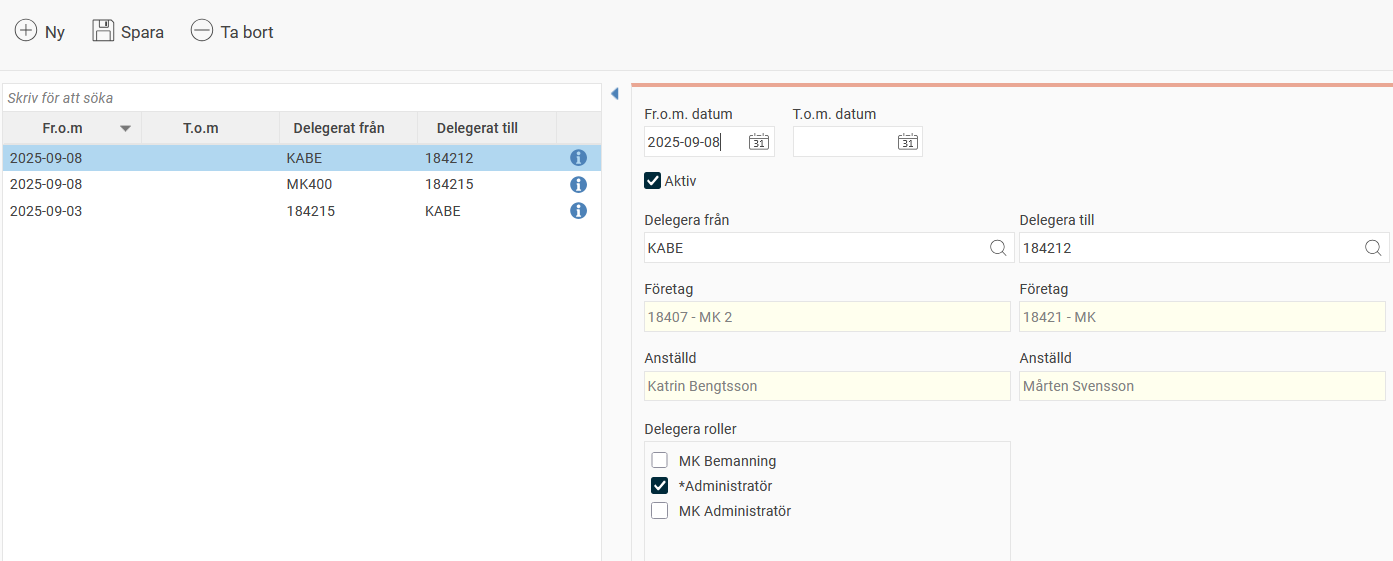 Ny Spara Ta bort
Skriv för att söka
Fr.o.m T.o.m Delegerat från Delegerat till
2025-09-08 KABE 184212
2025-09-08 MK400 184215
2025-09-03 184215 KABE
Fr.o.m. datum T.o.m. datum
2025-09-08 31 31
Aktiv
Delegera från Delegera till
KABE 184212
Företag Företag
18407 - MK 2 18421 - MK
Anställd Anställd
Katrin Bengtsson Mårten Svensson
Delegera roller
MK Bemanning
*Administratör
MK Administratör